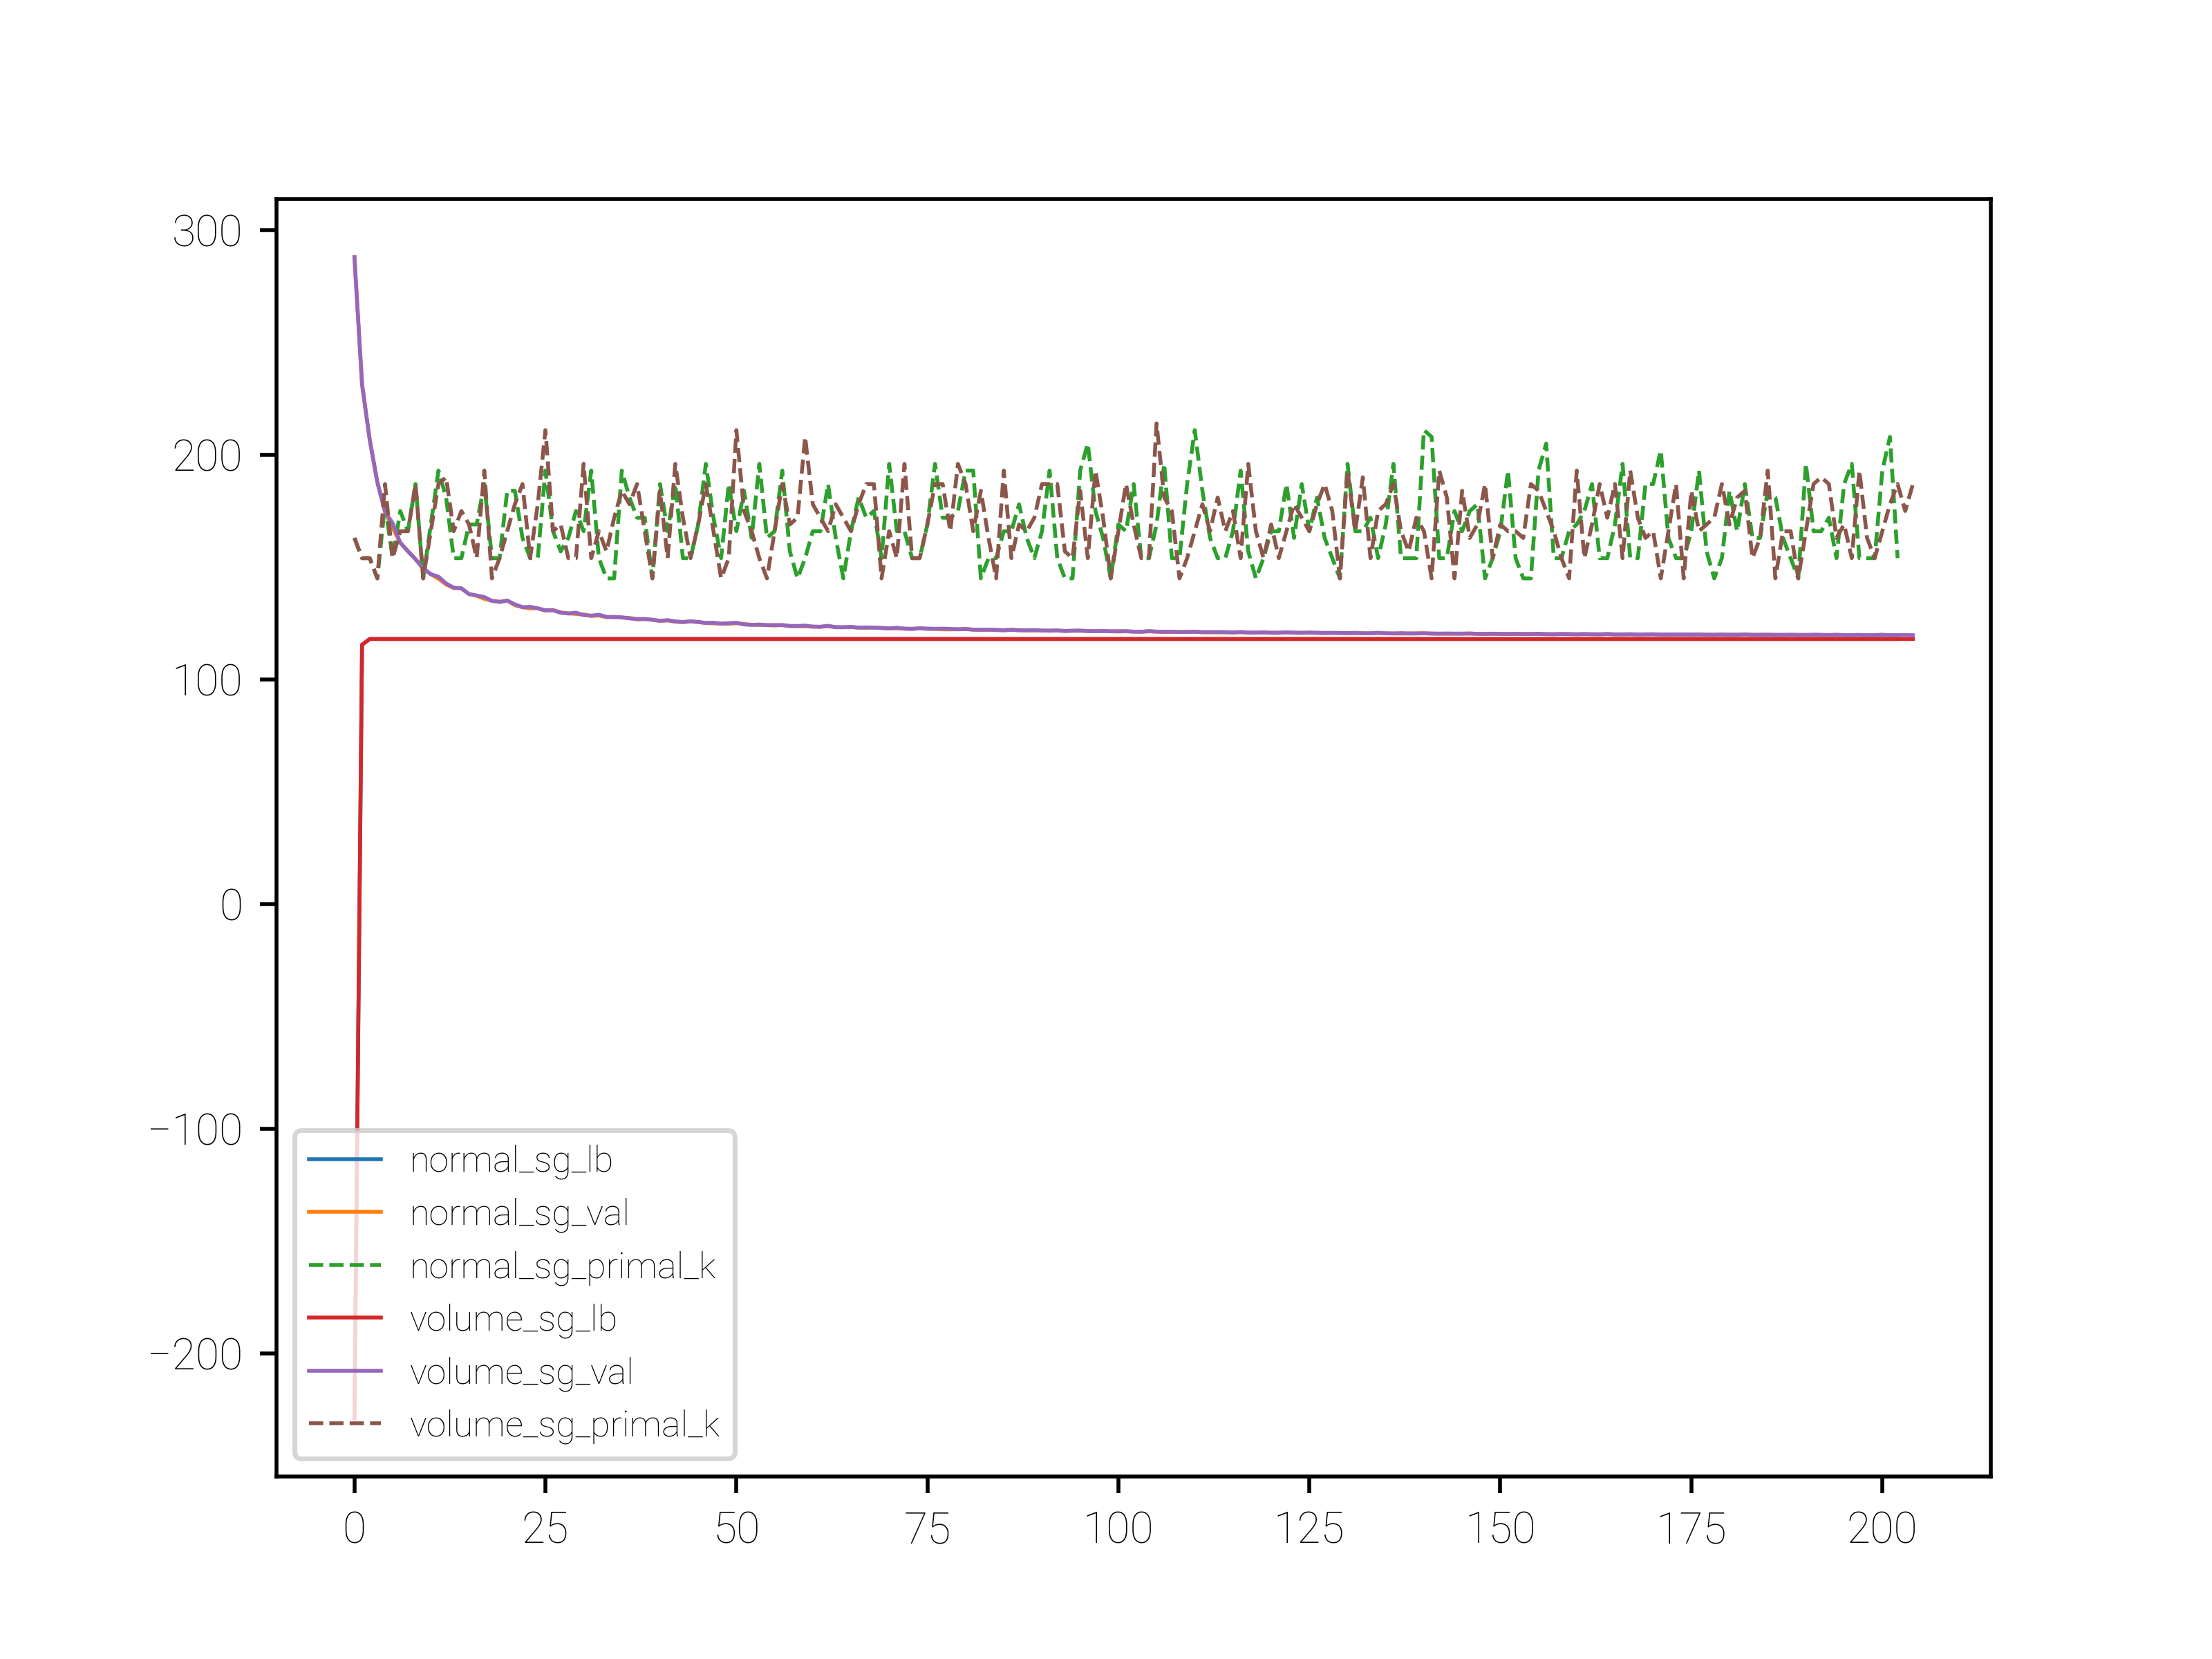 300
200
100
0
−100
−200
normal_sg_lb
normal_sg_val
normal_sg_primal_k
volume_sg_lb
volume_sg_val
volume_sg_primal_k
0 25 50 75 100 125 150 175 200